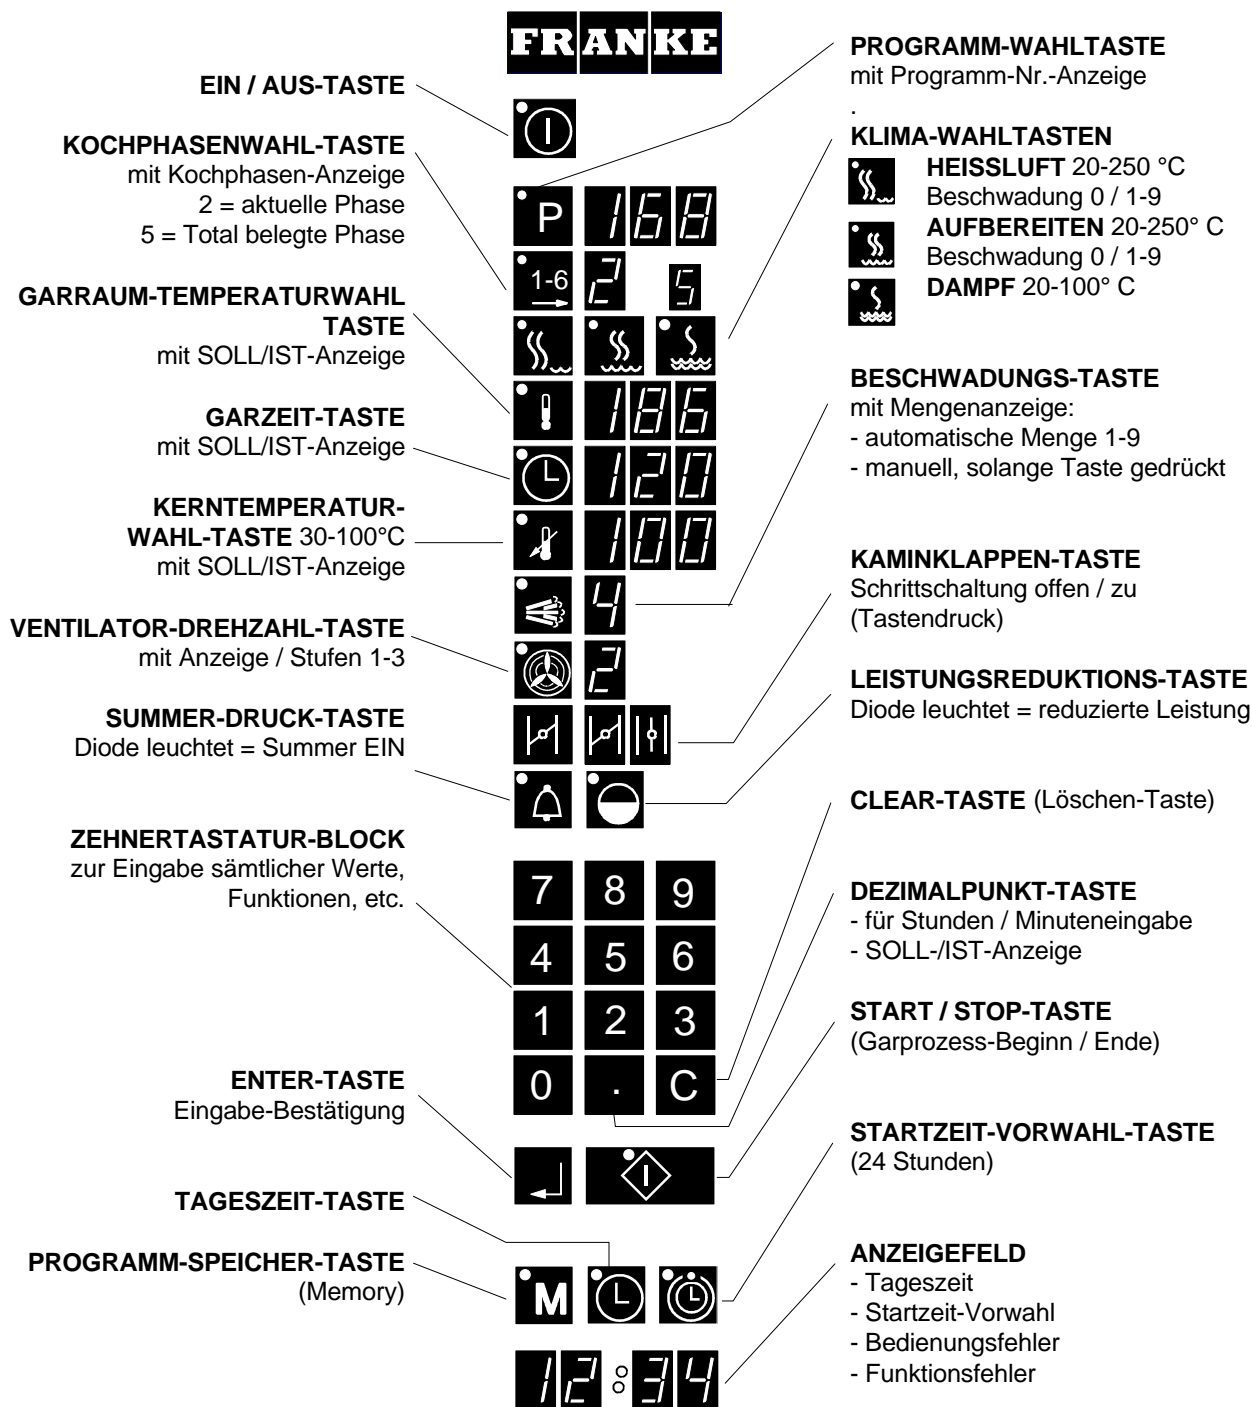 FRANKE
EIN / AUS-TASTE
KOCHPHASENWAHL-TASTE
mit Kochphasen-Anzeige
2 = aktuelle Phase
5 = Total belegte Phase
GARRAUM-TEMPERATURWAHL
TASTE
mit SOLL/IST-Anzeige
GARZEIT-TASTE
mit SOLL/IST-Anzeige
KERNTEMPERATUR-
WAHL-TASTE 30-100°C
mit SOLL/IST-Anzeige
VENTILATOR-DREHZAHL-TASTE
mit Anzeige / Stufen 1-3
SUMMER-DRUCK-TASTE
Diode leuchtet = Summer EIN
ZEHNERTASTATUR-BLOCK
zur Eingabe sämtlicher Werte,
Funktionen, etc.
ENTER-TASTE
Eingabe-Bestätigung
TAGESZEIT-TASTE
PROGRAMM-SPEICHER-TASTE
(Memory)
P 168
1-6 2 5
186
120
100
4
2
7 8 9
4 5 6
1 2 3
0 . C
M
12:34
PROGRAMM-WAHLTASTE
mit Programm-Nr.-Anzeige
.
KLIMA-WAHLTASTEN
HEISSLUFT 20-250 °C
Beschwadung 0 / 1-9
AUFBEREITEN 20-250° C
Beschwadung 0 / 1-9
DAMPF 20-100° C
BESCHWADUNGS-TASTE
mit Mengenanzeige:
- automatische Menge 1-9
- manuell, solange Taste gedrückt
KAMINKLAPPEN-TASTE
Schrittschaltung offen / zu
(Tastendruck)
LEISTUNGSREDUKTIONS-TASTE
Diode leuchtet = reduzierte Leistung
CLEAR-TASTE (Löschen-Taste)
DEZIMALPUNKT-TASTE
- für Stunden / Minuteneingabe
- SOLL-/IST-Anzeige
START / STOP-TASTE
(Garprozess-Beginn / Ende)
STARTZEIT-VORWAHL-TASTE
(24 Stunden)
ANZEIGEFELD
- Tageszeit
- Startzeit-Vorwahl
- Bedienungsfehler
- Funktionsfehler